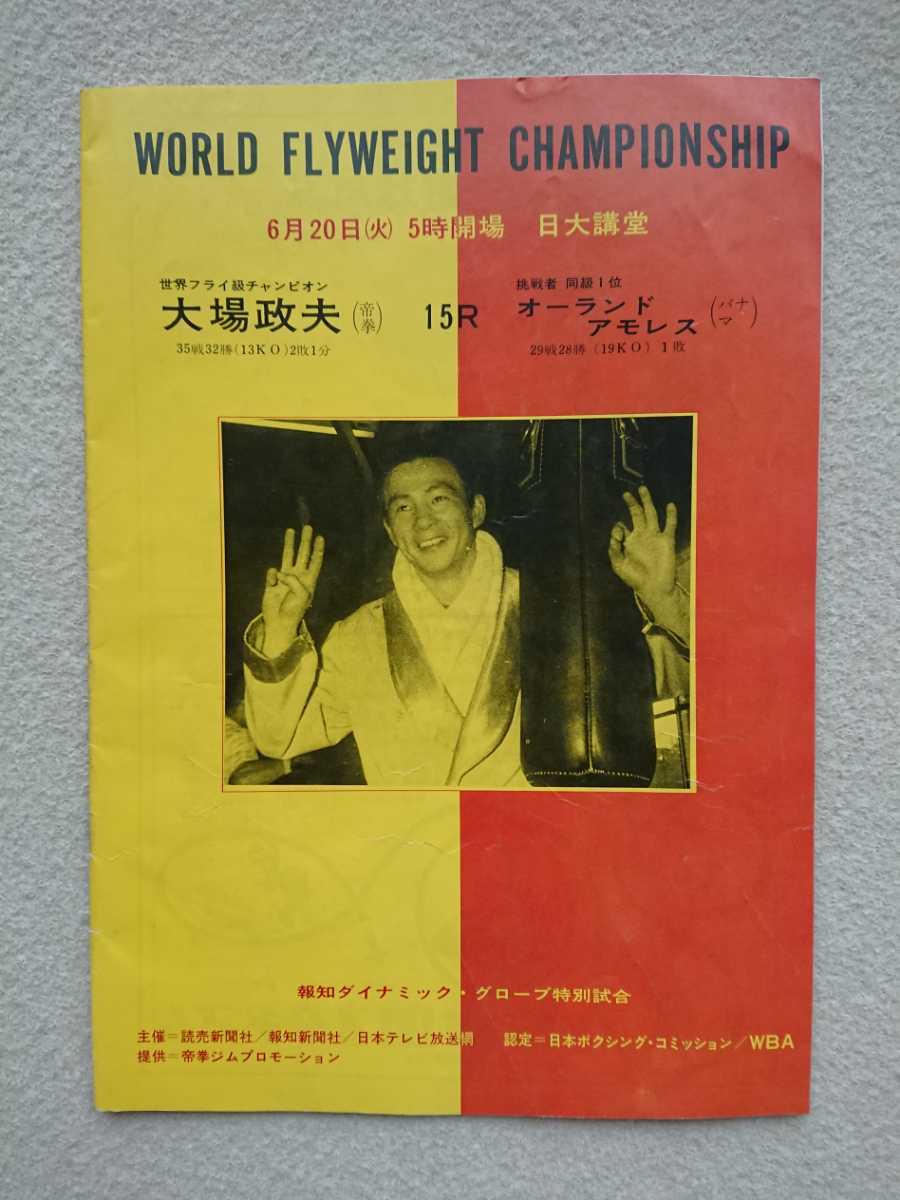 WORLD FLYWEIGHT CHAMPIONSHIP
6月20日(火) 5時開場 日大講堂
世界フライ級チャンピオン
大場政夫(帝拳)
35戦32勝(13KO)2敗1分
15R
挑戦者 同級1位
オーランド
アモレス
(パナマ)
29戦28勝(19KO) 1敗
報知ダイナミック・グローブ特別試合
主催=読売新聞社/報知新聞社/日本テレビ放送網 認定=日本ボクシング・コミッション/WBA
提供=帝拳ジムプロモーション